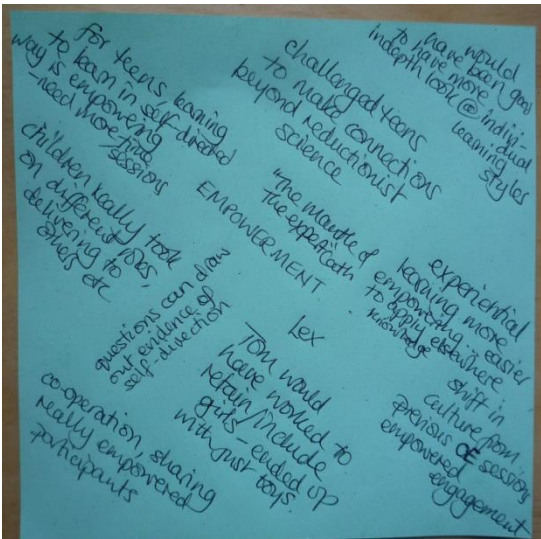 for teens, learning
to learn in self-directed
way is empowering
-need more time
sessions
challenged teens
to make connections
beyond reductionist
science
would
have been good
to have more
indepth look @ indivi-
dual
learning
styles
children really took
on different roles,
delivering to
others etc
EMPOWERMENT
"The mantle of
The expert"
experiential
learning more
empowering.. easier
to apply elsewhere.
knowledge
questions can draw
out evidence of
self-direction
Lex
Tom would
have worked to
retain/include
girls - ended up
with just boys.
shift in
culture from
previous sessions
empowered
engagement
co-operation, sharing
really empowered
participants